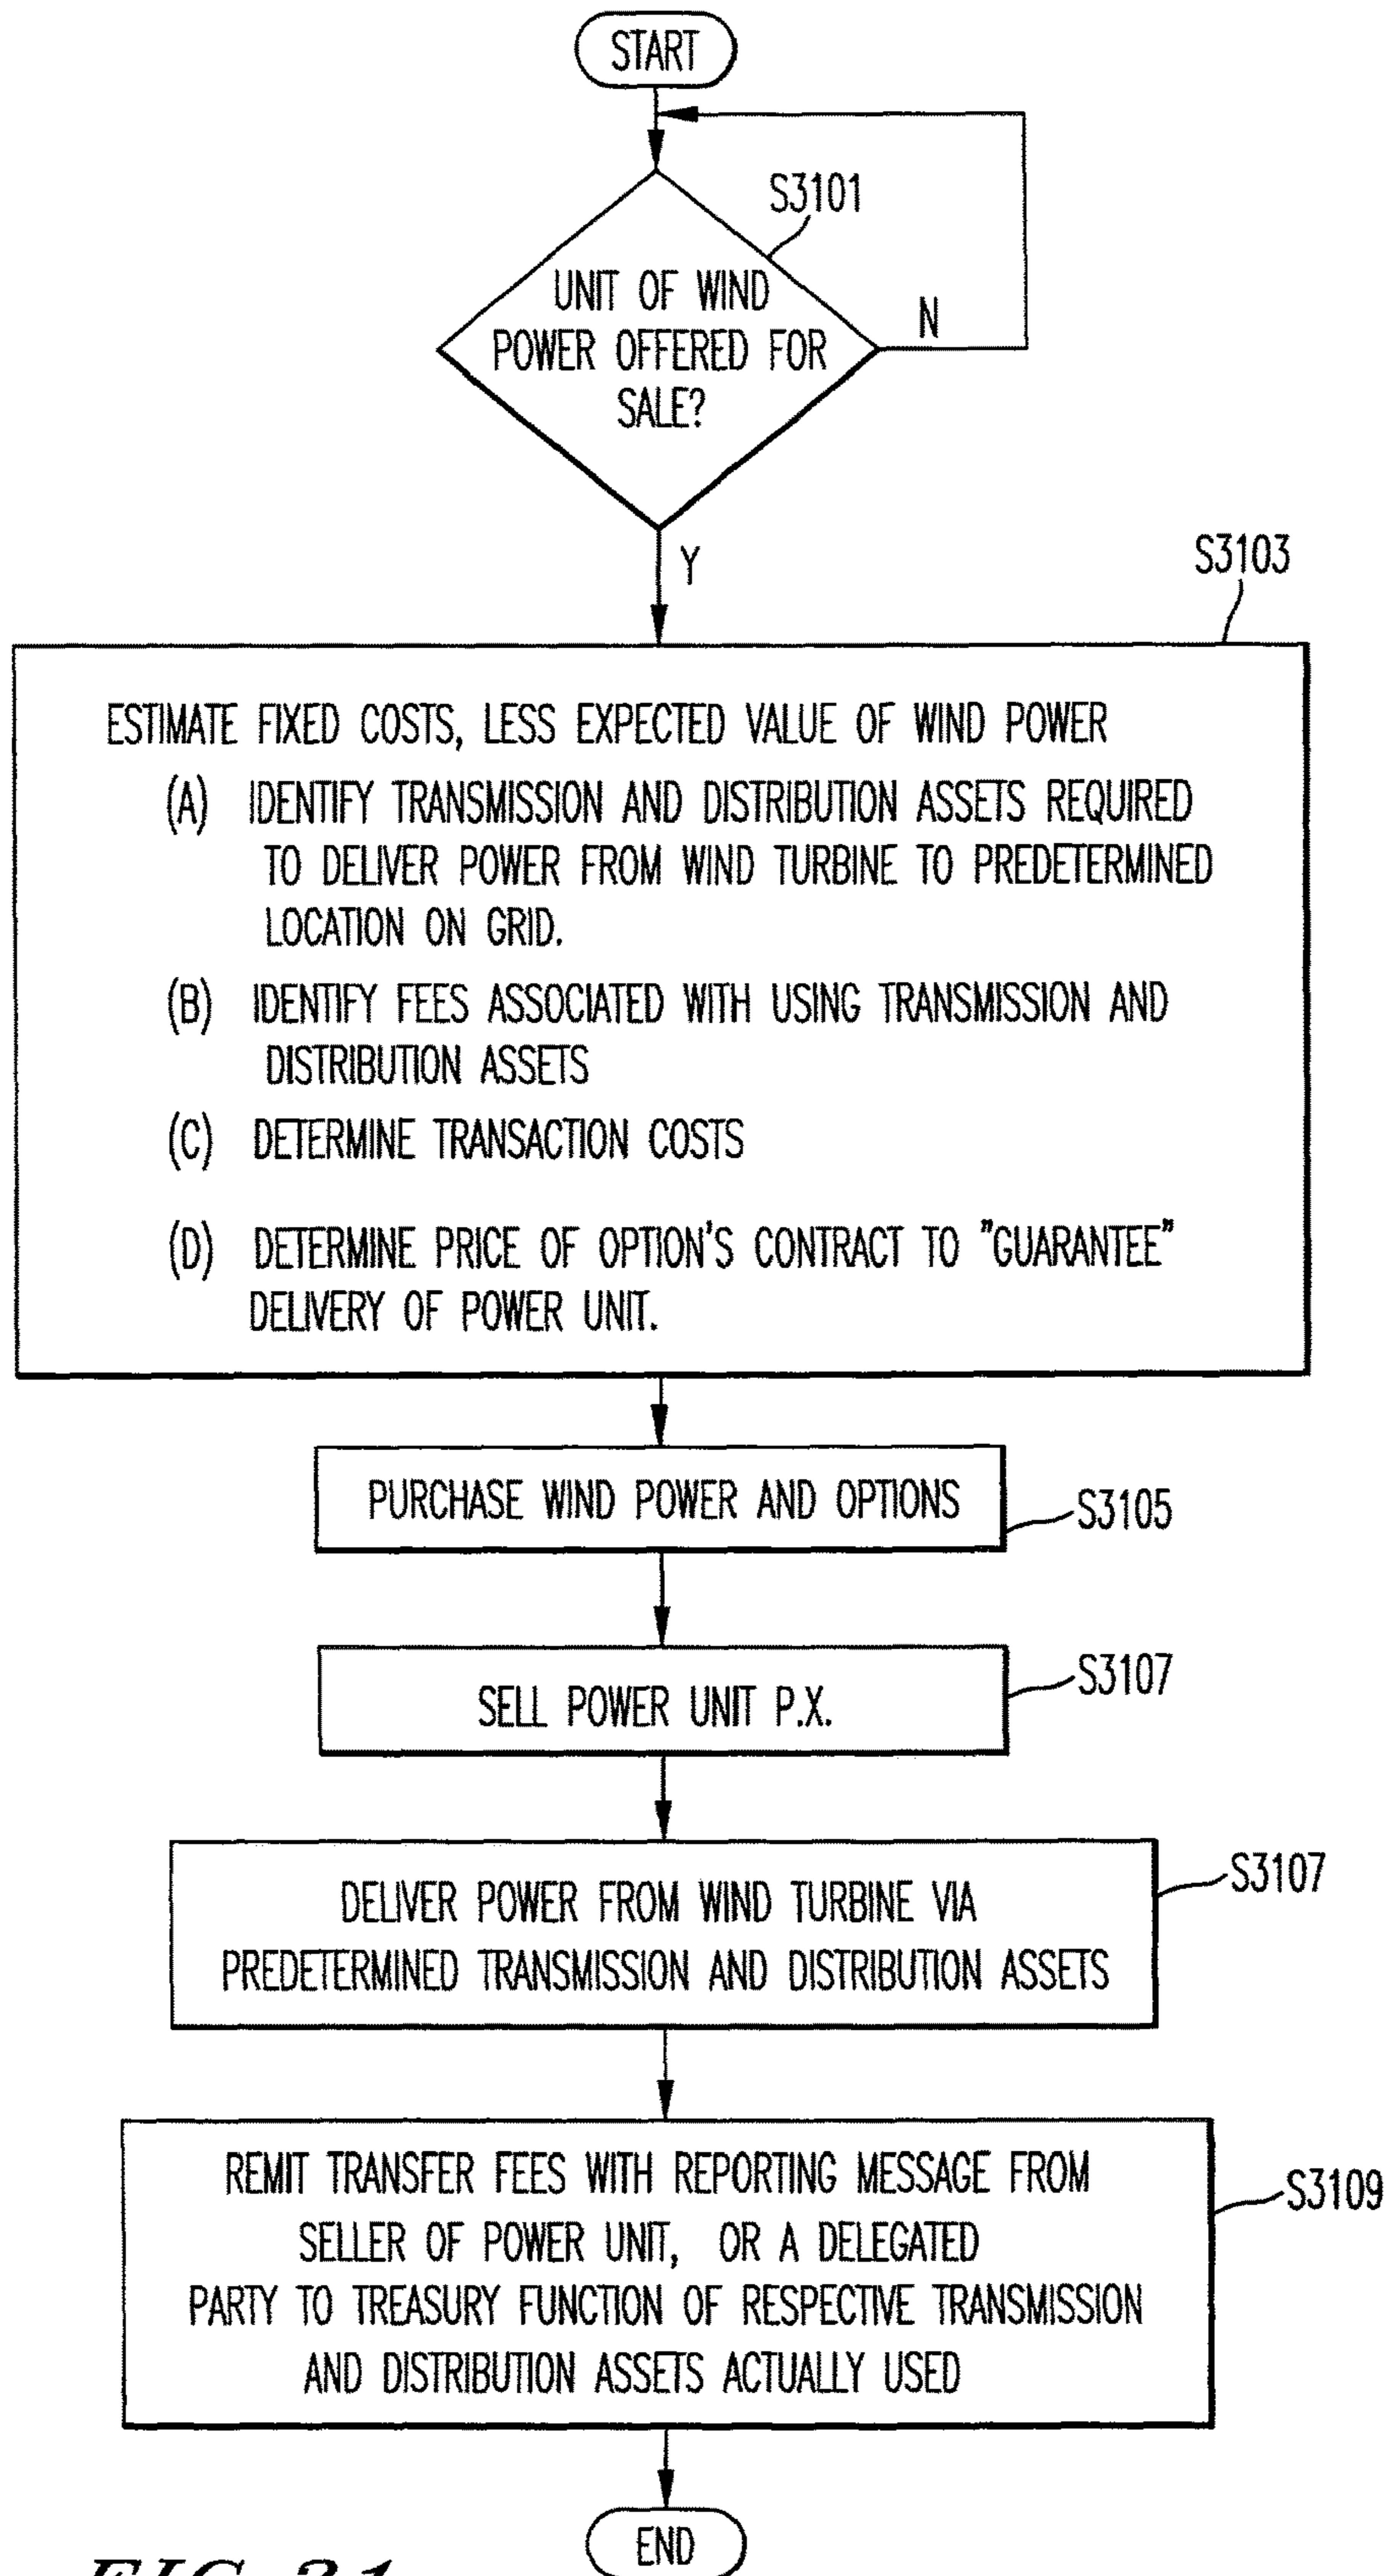 START
S3101
UNIT OF WIND
POWER OFFERED FOR
SALE?
N
Y
S3103
ESTIMATE FIXED COSTS, LESS EXPECTED VALUE OF WIND POWER
(A) IDENTIFY TRANSMISSION AND DISTRIBUTION ASSETS REQUIRED
TO DELIVER POWER FROM WIND TURBINE TO PREDETERMINED
LOCATION ON GRID.
(B) IDENTIFY FEES ASSOCIATED WITH USING TRANSMISSION AND
DISTRIBUTION ASSETS
(C) DETERMINE TRANSACTION COSTS
(D) DETERMINE PRICE OF OPTION'S CONTRACT TO "GUARANTEE"
DELIVERY OF POWER UNIT.
PURCHASE WIND POWER AND OPTIONS
S3105
SELL POWER UNIT P.X.
S3107
DELIVER POWER FROM WIND TURBINE VIA
PREDETERMINED TRANSMISSION AND DISTRIBUTION ASSETS
S3107
REMIT TRANSFER FEES WITH REPORTING MESSAGE FROM
SELLER OF POWER UNIT, OR A DELEGATED
PARTY TO TREASURY FUNCTION OF RESPECTIVE TRANSMISSION
AND DISTRIBUTION ASSETS ACTUALLY USED
S3109
END